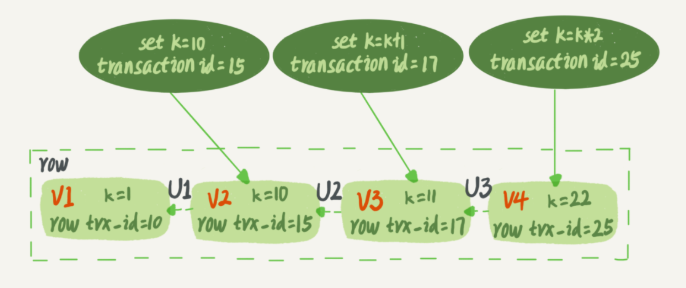 set k=10
transaction id=15
set k=k+1
transaction id=17
set k=k*2
transaction id=25
row
V1 k=1
row trx-id=10
U1
V2 k=10
row trx-id=15
U2
V3 k=11
row trx-id=17
U3
V4 k=22
row trx-id=25